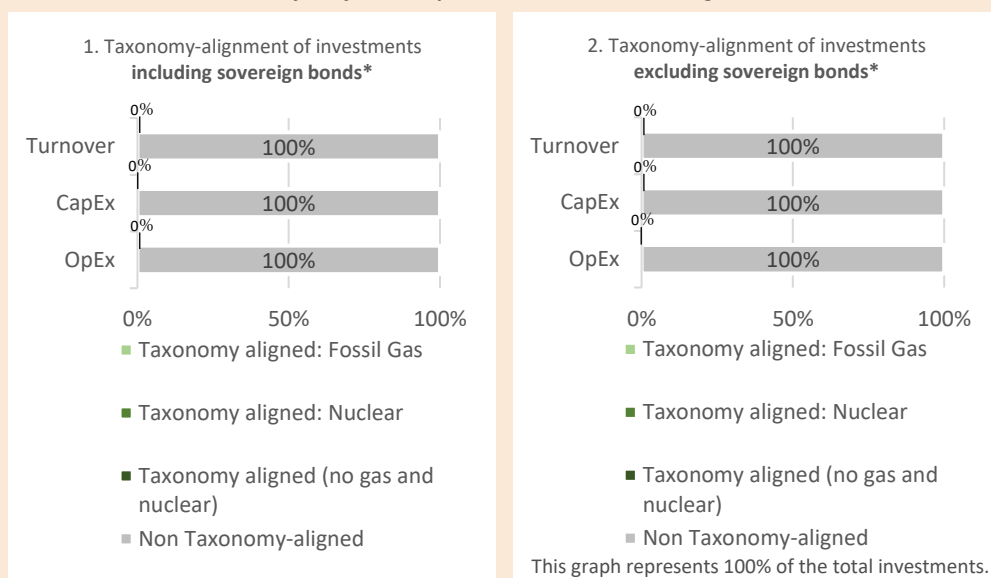 1. Taxonomy-alignment of investments
including sovereign bonds*
0%
Turnover
100%
0%
CapEx
100%
0%
OpEx
100%
0%
50%
100%
Taxonomy aligned: Fossil Gas
Taxonomy aligned: Nuclear
Taxonomy aligned (no gas and
nuclear)
Non Taxonomy-aligned
2. Taxonomy-alignment of investments
excluding sovereign bonds*
0%
Turnover
100%
0%
CapEx
100%
0%
OpEx
100%
0%
50%
100%
Taxonomy aligned: Fossil Gas
Taxonomy aligned: Nuclear
Taxonomy aligned (no gas and
nuclear)
Non Taxonomy-aligned
This graph represents 100% of the total investments.